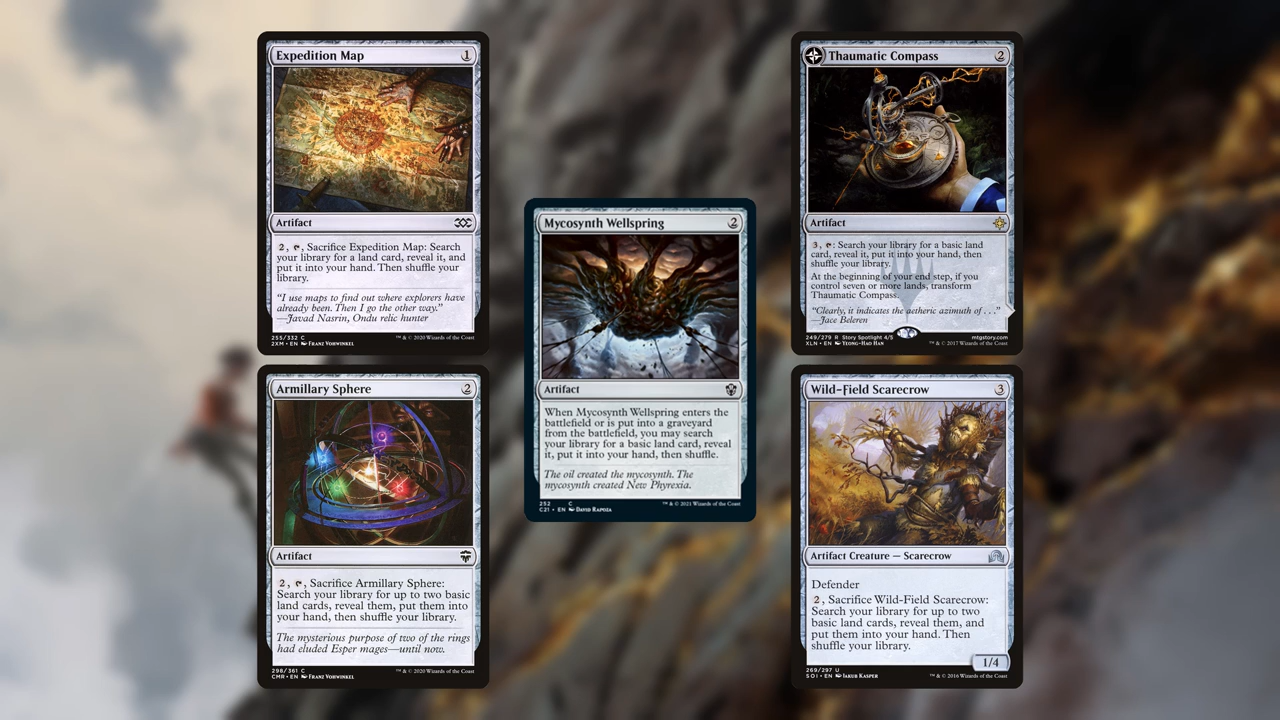 Expedition Map 1
Artifact
2, T, Sacrifice Expedition Map: Search
your library for a land card, reveal it, and
put it into your hand. Then shuffle your
library.
"I use maps to find out where explorers have
already been. Then I go the other way."
—Javad Nasrin, Ondu relic hunter
255/332 C
2XM • EN Franz Vohwinkel
™ & © 2020 Wizards of the Coast
Armillary Sphere 2
Artifact
2, T, Sacrifice Armillary Sphere:
Search your library for up to two basic
land cards, reveal them, put them into
your hand, then shuffle your library.
The mysterious purpose of two of the rings
had eluded Esper mages—until now.
298/361 C
CMR • EN Franz Vohwinkel
™ & © 2020 Wizards of the Coast
Mycosynth Wellspring 2
Artifact
When Mycosynth Wellspring enters the
battlefield or is put into a graveyard
from the battlefield, you may search
your library for a basic land card, reveal
it, put it into your hand, then shuffle.
The oil created the mycosynth. The
mycosynth created New Phyrexia.
252 C
C21 • EN David Rapoza
™ & © 2021 Wizards of the Coast
Thaumatic Compass 2
Artifact
3, T: Search your library for a basic land
card, reveal it, put it into your hand, then
shuffle your library.
At the beginning of your end step, if you
control seven or more lands, transform
Thaumatic Compass.
"Clearly, it indicates the aetheric azimuth of . . ."
—Jace Beleren
249/279 R Story Spotlight 4/5
XLN • EN Yeong-Hao Han
mtgstory.com
™ & © 2017 Wizards of the Coast
Wild-Field Scarecrow 3
Artifact Creature — Scarecrow
Defender
2, Sacrifice Wild-Field Scarecrow:
Search your library for up to two
basic land cards, reveal them, and
put them into your hand. Then
shuffle your library.
1/4
269/297 U
SOI • EN Jakub Kasper
™ & © 2016 Wizards of the Coast